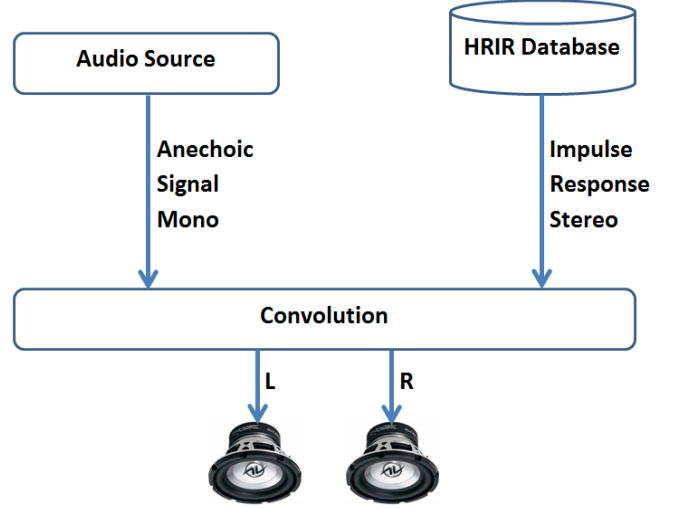 Audio Source
HRIR Database
Anechoic
Signal
Mono
Impulse
Response
Stereo
Convolution
L
R